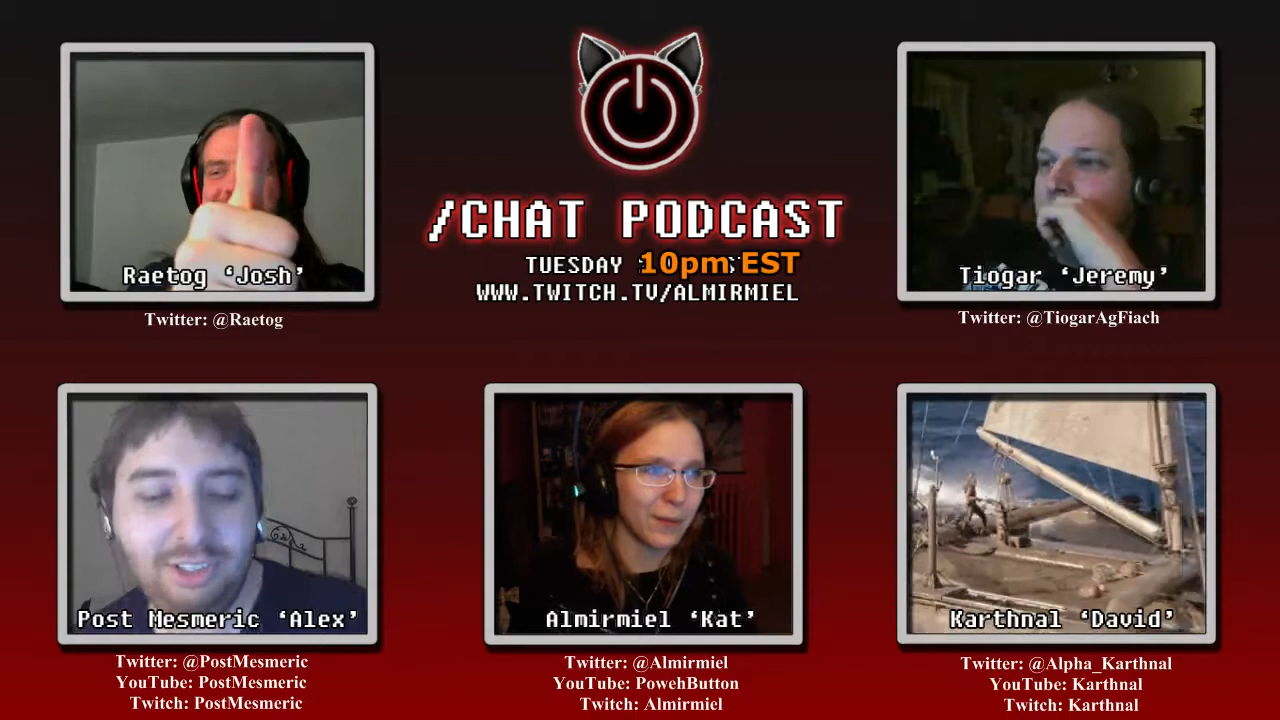 /CHAT PODCAST
TUESDAY 10pm EST
WWW.TWITCH.TV/ALMIRMIEL
Raetog ‘Josh’
Twitter: @Raetog
Tiogar ‘Jeremy’
Twitter: @TiogarAgFiach
Post Mesmeric ‘Alex’
Twitter: @PostMesmeric
YouTube: PostMesmeric
Twitch: PostMesmeric
Almirmiel ‘Kat’
Twitter: @Almirmiel
YouTube: PowehButton
Twitch: Almirmiel
Karthnal ‘David’
Twitter: @Alpha_Karthnal
YouTube: Karthnal
Twitch: Karthnal